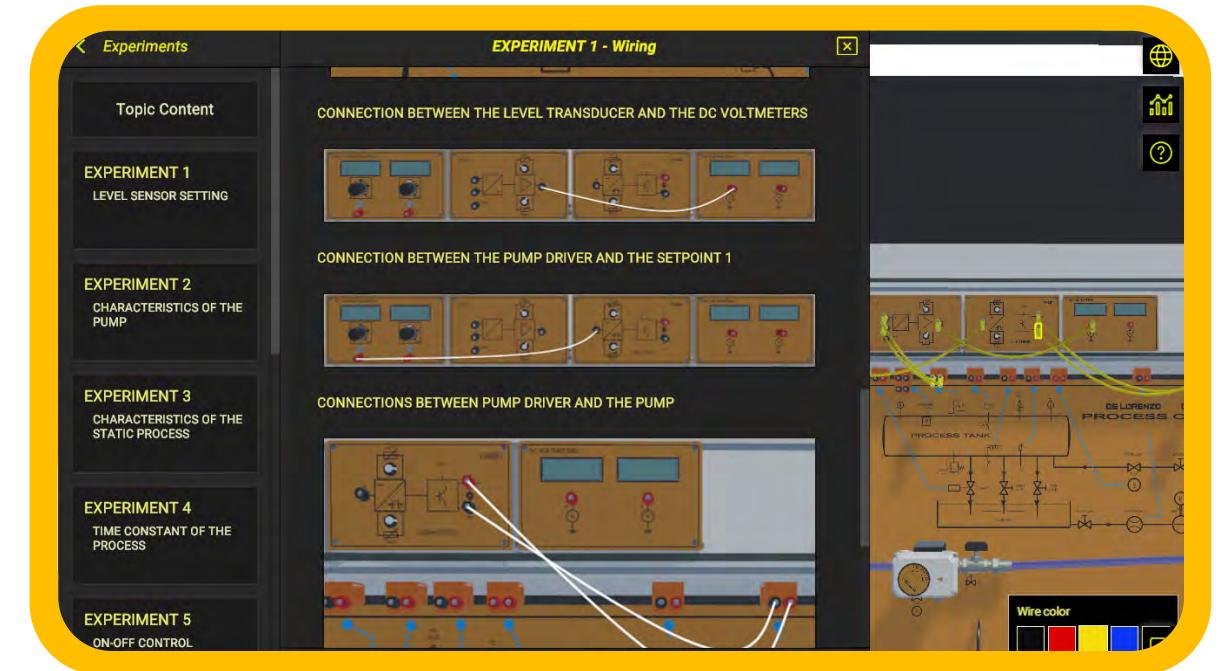 Experiments
EXPERIMENT 1 - Wiring
Topic Content
EXPERIMENT 1
LEVEL SENSOR SETTING
EXPERIMENT 2
CHARACTERISTICS OF THE
PUMP
EXPERIMENT 3
CHARACTERISTICS OF THE
STATIC PROCESS
EXPERIMENT 4
TIME CONSTANT OF THE
PROCESS
EXPERIMENT 5
ON-OFF CONTROL
CONNECTION BETWEEN THE LEVEL TRANSDUCER AND THE DC VOLTMETERS
CONNECTION BETWEEN THE PUMP DRIVER AND THE SETPOINT 1
CONNECTIONS BETWEEN PUMP DRIVER AND THE PUMP
DE LORENZO
PROCESS C
PROCESS TANK
Wire color